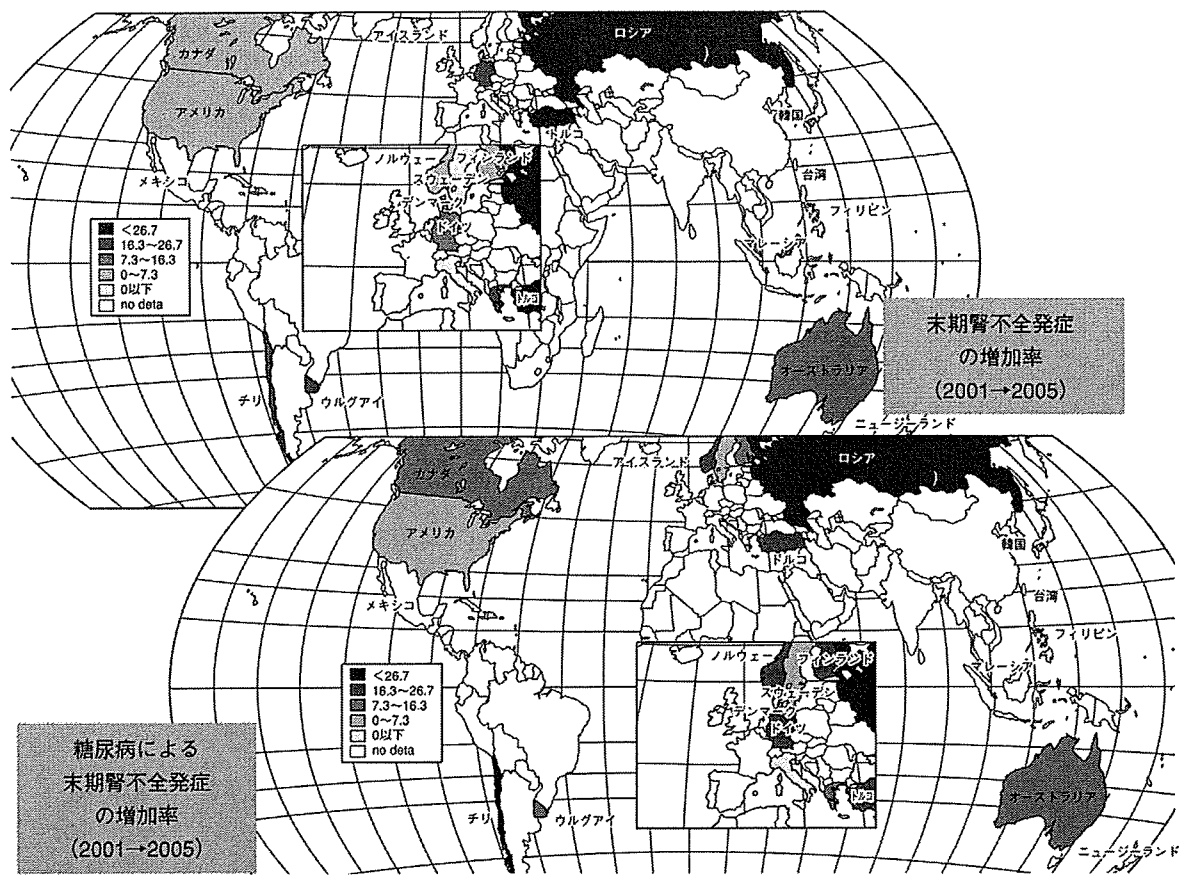 アイスランド
ロシア
カナダ
アメリカ
韓国
トルコ
ノルウェー
フィンランド
スウェーデン
デンマーク
ドイツ
トルコ
メキシコ
台湾
フィリピン
マレーシア
<26.7
16.3～26.7
7.3～16.3
0～7.3
0以下
no deta
末期腎不全発症
の増加率
(2001→2005)
オーストラリア
チリ
ウルグアイ
ニュージーランド
アイスランド
ロシア
カナダ
アメリカ
韓国
トルコ
メキシコ
台湾
フィリピン
マレーシア
ノルウェー
フィンランド
スウェーデン
デンマーク
ドイツ
トルコ
<26.7
16.3～26.7
7.3～16.3
0～7.3
0以下
no deta
糖尿病による
末期腎不全発症
の増加率
(2001→2005)
オーストラリア
チリ
ウルグアイ
ニュージーランド